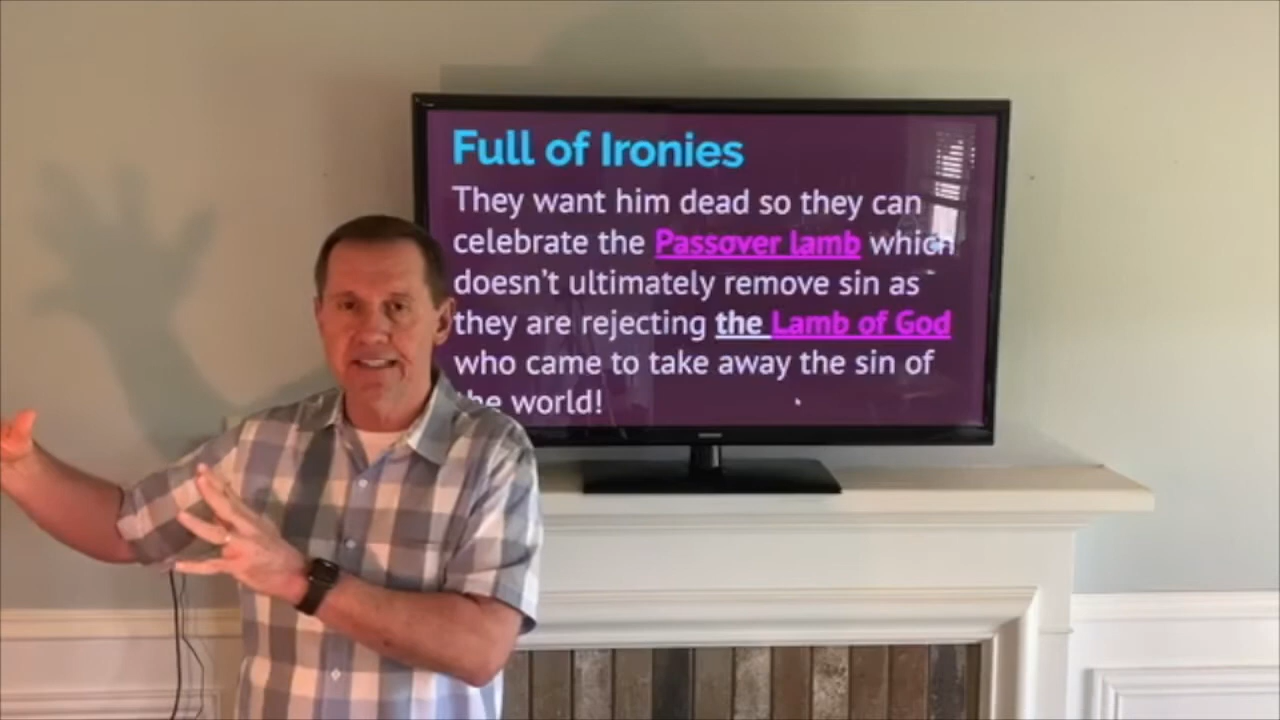 Full of Ironies
They want him dead so they can
celebrate the Passover lamb which
doesn't ultimately remove sin as
they are rejecting the Lamb of God
who came to take away the sin of
the world!